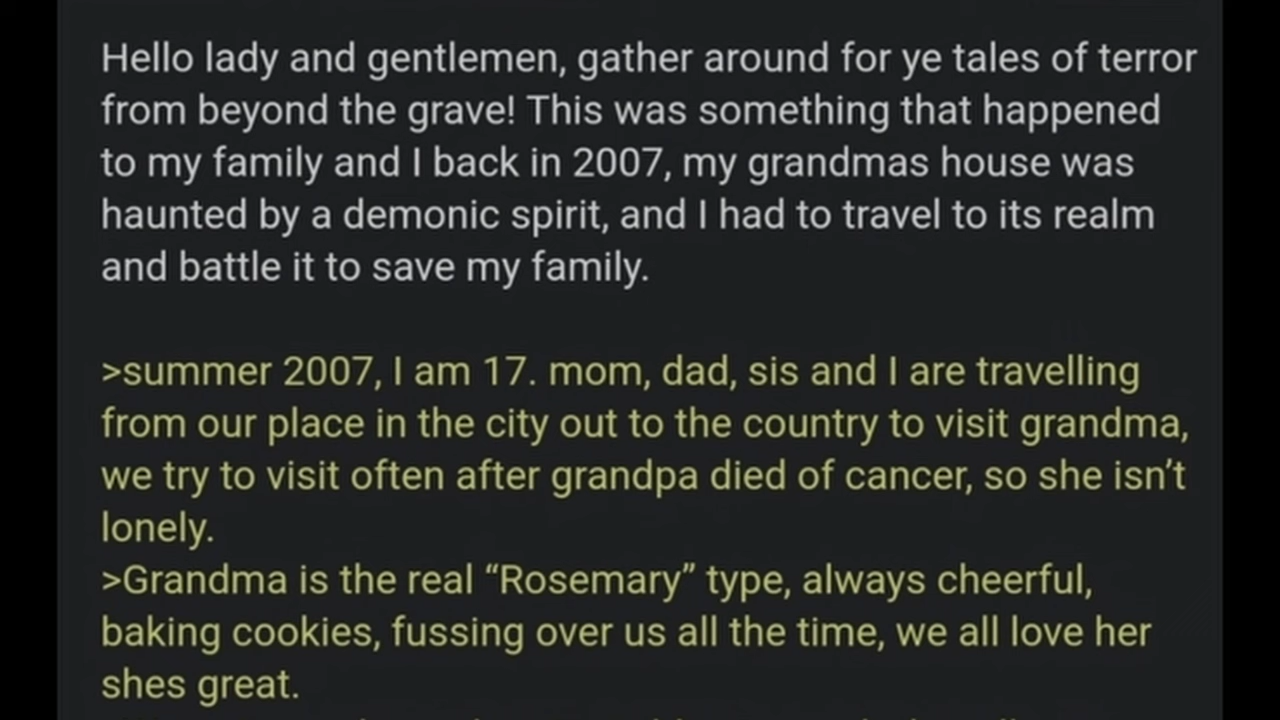 Hello lady and gentlemen, gather around for ye tales of terror
from beyond the grave! This was something that happened
to my family and I back in 2007, my grandmas house was
haunted by a demonic spirit, and I had to travel to its realm
and battle it to save my family.
>summer 2007, I am 17. mom, dad, sis and I are travelling
from our place in the city out to the country to visit grandma,
we try to visit often after grandpa died of cancer, so she isn’t
lonely.
>Grandma is the real “Rosemary” type, always cheerful,
baking cookies, fussing over us all the time, we all love her
shes great.